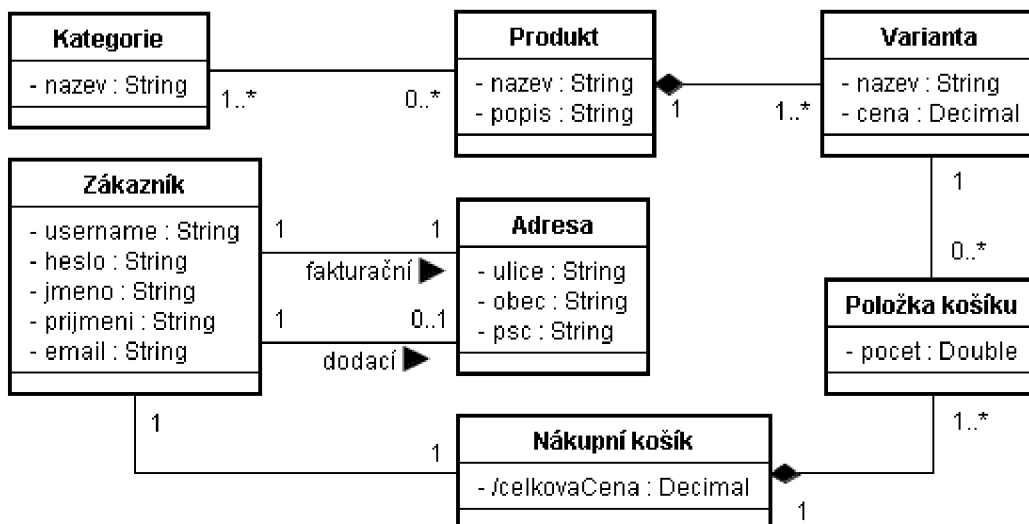 Kategorie
- nazev : String
1..*
0..*
Produkt
- nazev : String
- popis : String
1
1..*
Varianta
- nazev : String
- cena : Decimal
1
0..*
Zákazník
- username : String
- heslo : String
- jmeno : String
- prijmeni : String
- email : String
1
1
fakturační
1
0..1
dodací
Adresa
- ulice : String
- obec : String
- psc : String
Položka košíku
- pocet : Double
1..*
1
1
Nákupní košík
- /celkovaCena : Decimal
1